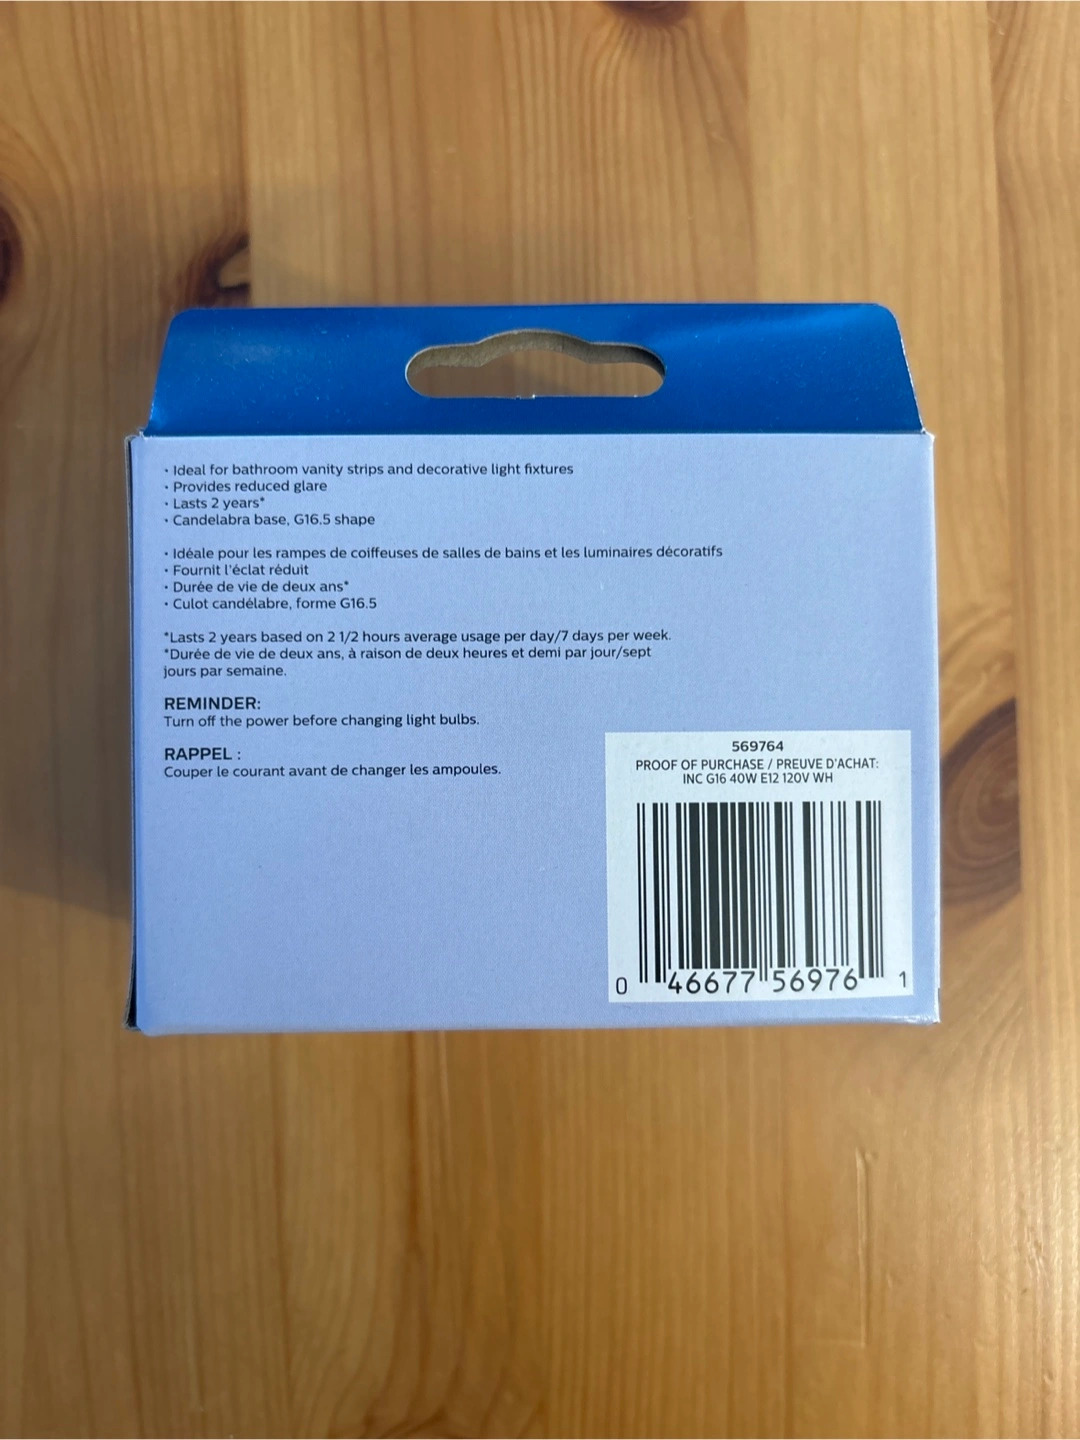 · Ideal for bathroom vanity strips and decorative light fixtures
· Provides reduced glare
· Lasts 2 years*
· Candelabra base, G16.5 shape
· Idéale pour les rampes de coiffeuses de salles de bains et les luminaires décoratifs
· Fournit l'éclat réduit
· Durée de vie de deux ans*
· Culot candélabre, forme G16.5
*Lasts 2 years based on 2 1/2 hours average usage per day/7 days per week.
*Durée de vie de deux ans, à raison de deux heures et demi par jour/sept
jours par semaine.
REMINDER:
Turn off the power before changing light bulbs.
RAPPEL :
Couper le courant avant de changer les ampoules.
569764
PROOF OF PURCHASE / PREUVE D'ACHAT:
INC G16 40W E12 120V WH
0 46677 56976 1